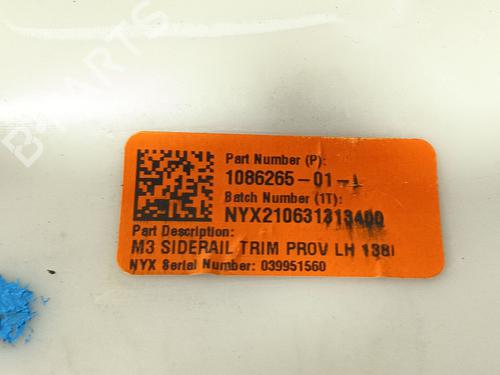 B-PARTS
Part Number (P):
1086265-01-
Batch Number (1T):
NYX210631313400
Part Description:
M3 SIDERAIL TRIM PROV LH 138I
NYX Serial Number: 039951560